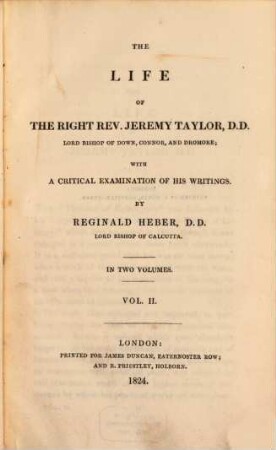 THE
LIFE
OF
THE RIGHT REV. JEREMY TAYLOR, D.D.
LORD BISHOP OF DOWN, CONNOR, AND DROMORE;
WITH
A CRITICAL EXAMINATION OF HIS WRITINGS.
BY
REGINALD HEBER, D.D.
LORD BISHOP OF CALCUTTA.
IN TWO VOLUMES.
VOL. II.
LONDON:
PRINTED FOR JAMES DUNCAN, PATERNOSTER ROW;
AND R. PRIESTLEY, HOLBORN.
1824.